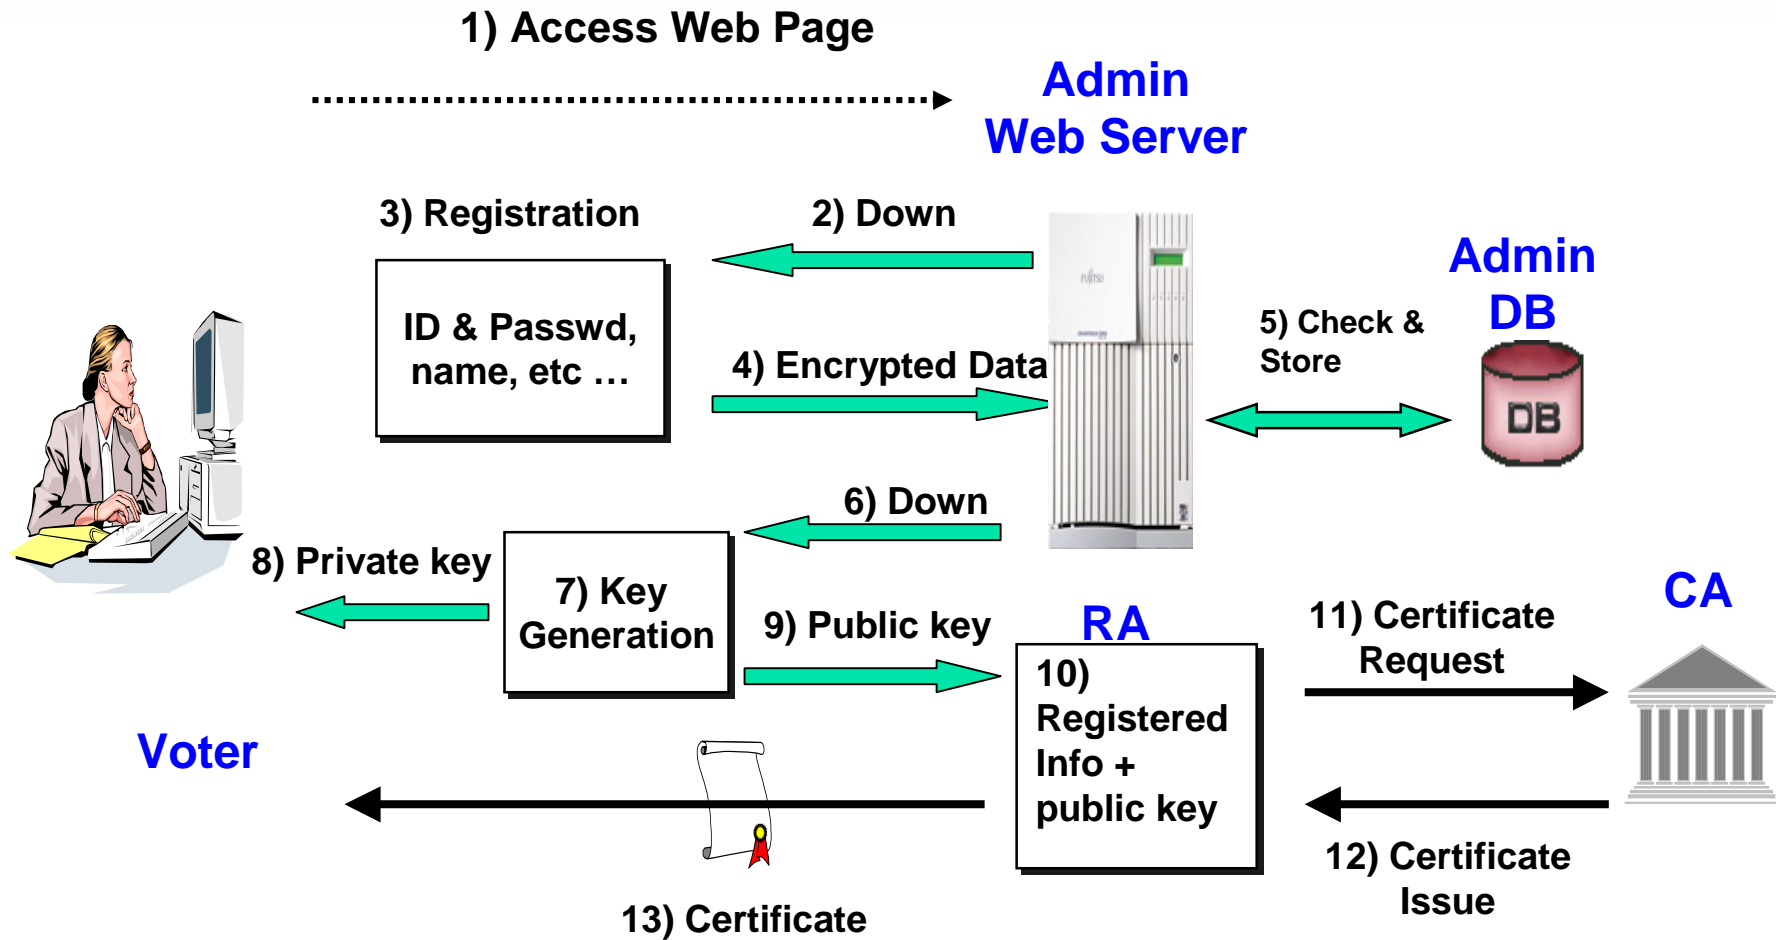 1) Access Web Page
Admin
Web Server
3) Registration
2) Down
Admin
DB
ID & Passwd,
name, etc …
FUJITSU
5) Check &
Store
4) Encrypted Data
DB
6) Down
8) Private key
7) Key
Generation
9) Public key
RA
11) Certificate
Request
CA
10)
Registered
Info +
public key
Voter
12) Certificate
Issue
13) Certificate